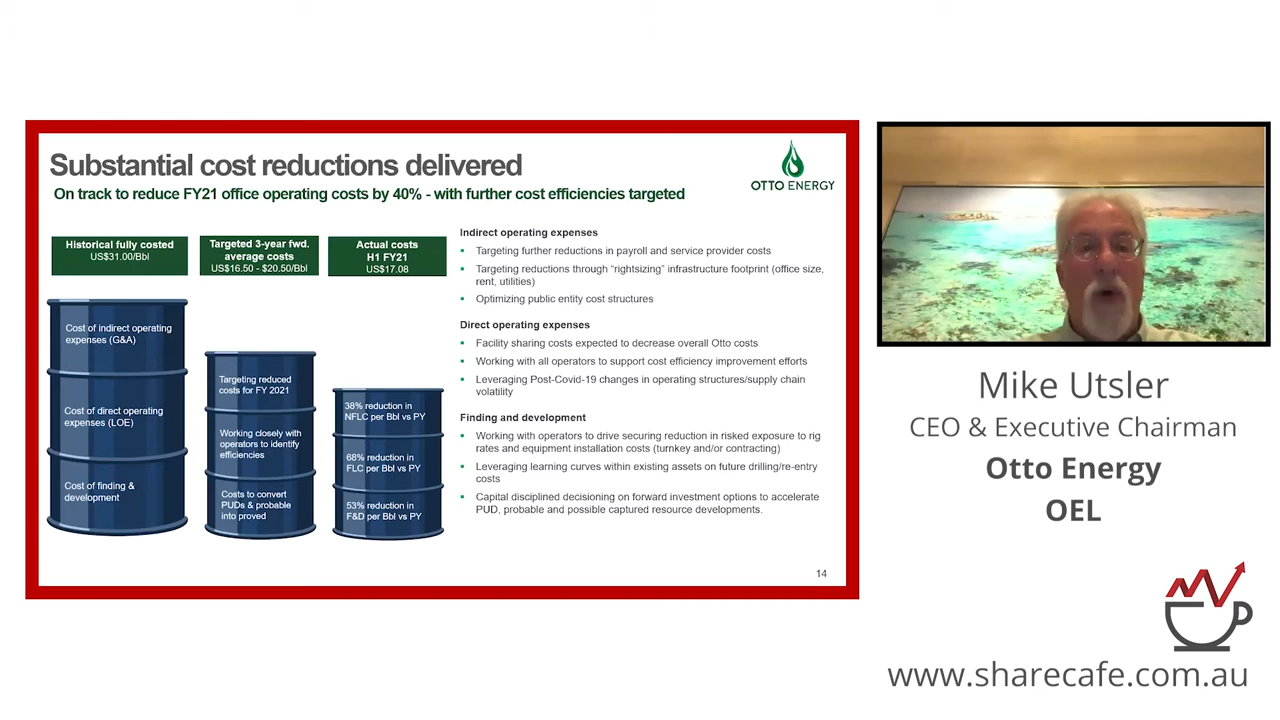 Substantial cost reductions delivered
On track to reduce FY21 office operating costs by 40% - with further cost efficiencies targeted
OTTO ENERGY
Historical fully costed
US$31.00/Bbl
Targeted 3-year fwd.
average costs
US$16.50 - $20.50/Bbl
Actual costs
H1 FY21
US$17.08
Cost of indirect operating
expenses (G&A)
Cost of direct operating
expenses (LOE)
Cost of finding &
development
Targeting reduced
costs for FY 2021
Working closely with
operators to identify
efficiencies
Costs to convert
PUDs & probable
into proved
38% reduction in
NFLC per Bbl vs PY
68% reduction in
FLC per Bbl vs PY
53% reduction in
F&D per Bbl vs PY
Indirect operating expenses
▪ Targeting further reductions in payroll and service provider costs
▪ Targeting reductions through “rightsizing” infrastructure footprint (office size,
rent, utilities)
▪ Optimizing public entity cost structures
Direct operating expenses
▪ Facility sharing costs expected to decrease overall Otto costs
▪ Working with all operators to support cost efficiency improvement efforts
▪ Leveraging Post-Covid-19 changes in operating structures/supply chain
volatility
Finding and development
▪ Working with operators to drive securing reduction in risked exposure to rig
rates and equipment installation costs (turnkey and/or contracting)
▪ Leveraging learning curves within existing assets on future drilling/re-entry
costs
▪ Capital disciplined decisioning on forward investment options to accelerate
PUD, probable and possible captured resource developments.
14
Mike Utsler
CEO & Executive Chairman
Otto Energy
OEL
www.sharecafe.com.au